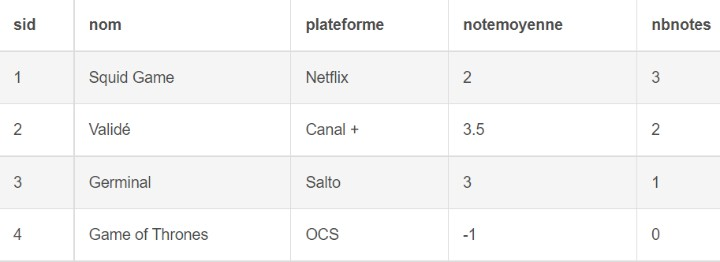 sid nom plateforme notemoyenne nbnotes
1 Squid Game Netflix 2 3
2 Validé Canal + 3.5 2
3 Germinal Salto 3 1
4 Game of Thrones OCS -1 0